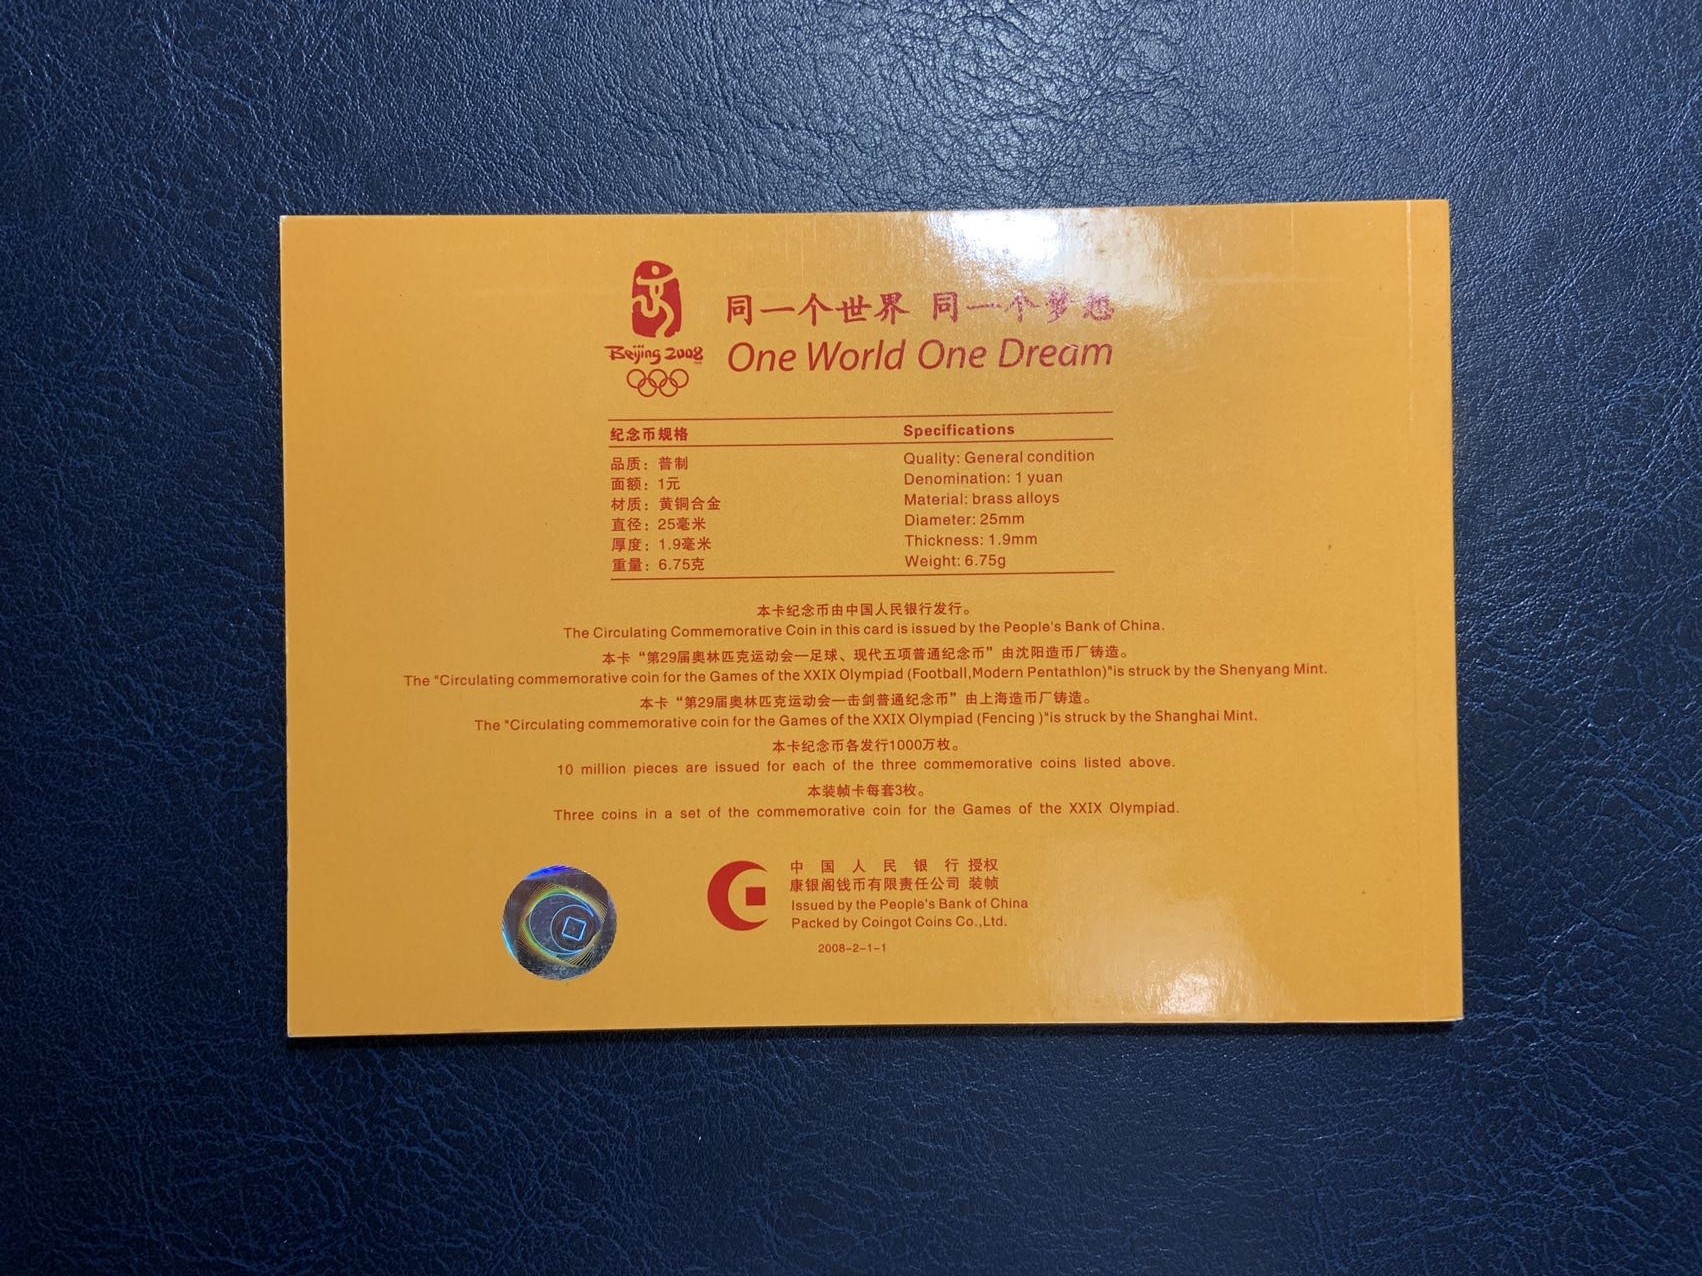 同一个世界 同一个梦想
Beijing 2008
One World One Dream
纪念币规格
Specifications
品质：普制
Quality: General condition
面额：1元
Denomination: 1 yuan
材质：黄铜合金
Material: brass alloys
直径：25毫米
Diameter: 25mm
厚度：1.9毫米
Thickness: 1.9mm
重量：6.75克
Weight: 6.75g
本卡纪念币由中国人民银行发行。
The Circulating Commemorative Coin in this card is issued by the People's Bank of China.
本卡“第29届奥林匹克运动会—足球、现代五项普通纪念币”由沈阳造币厂铸造。
The "Circulating commemorative coin for the Games of the XXIX Olympiad (Football,Modern Pentathlon)"is struck by the Shenyang Mint.
本卡“第29届奥林匹克运动会—击剑普通纪念币”由上海造币厂铸造。
The "Circulating commemorative coin for the Games of the XXIX Olympiad (Fencing )"is struck by the Shanghai Mint.
本卡纪念币各发行1000万枚。
10 million pieces are issued for each of the three commemorative coins listed above.
本装帧卡每套3枚。
Three coins in a set of the commemorative coin for the Games of the XXIX Olympiad.
中国人民银行 授权
康银阁钱币有限责任公司 装帧
Issued by the People's Bank of China
Packed by Coingot Coins Co.,Ltd.
2008-2-1-1